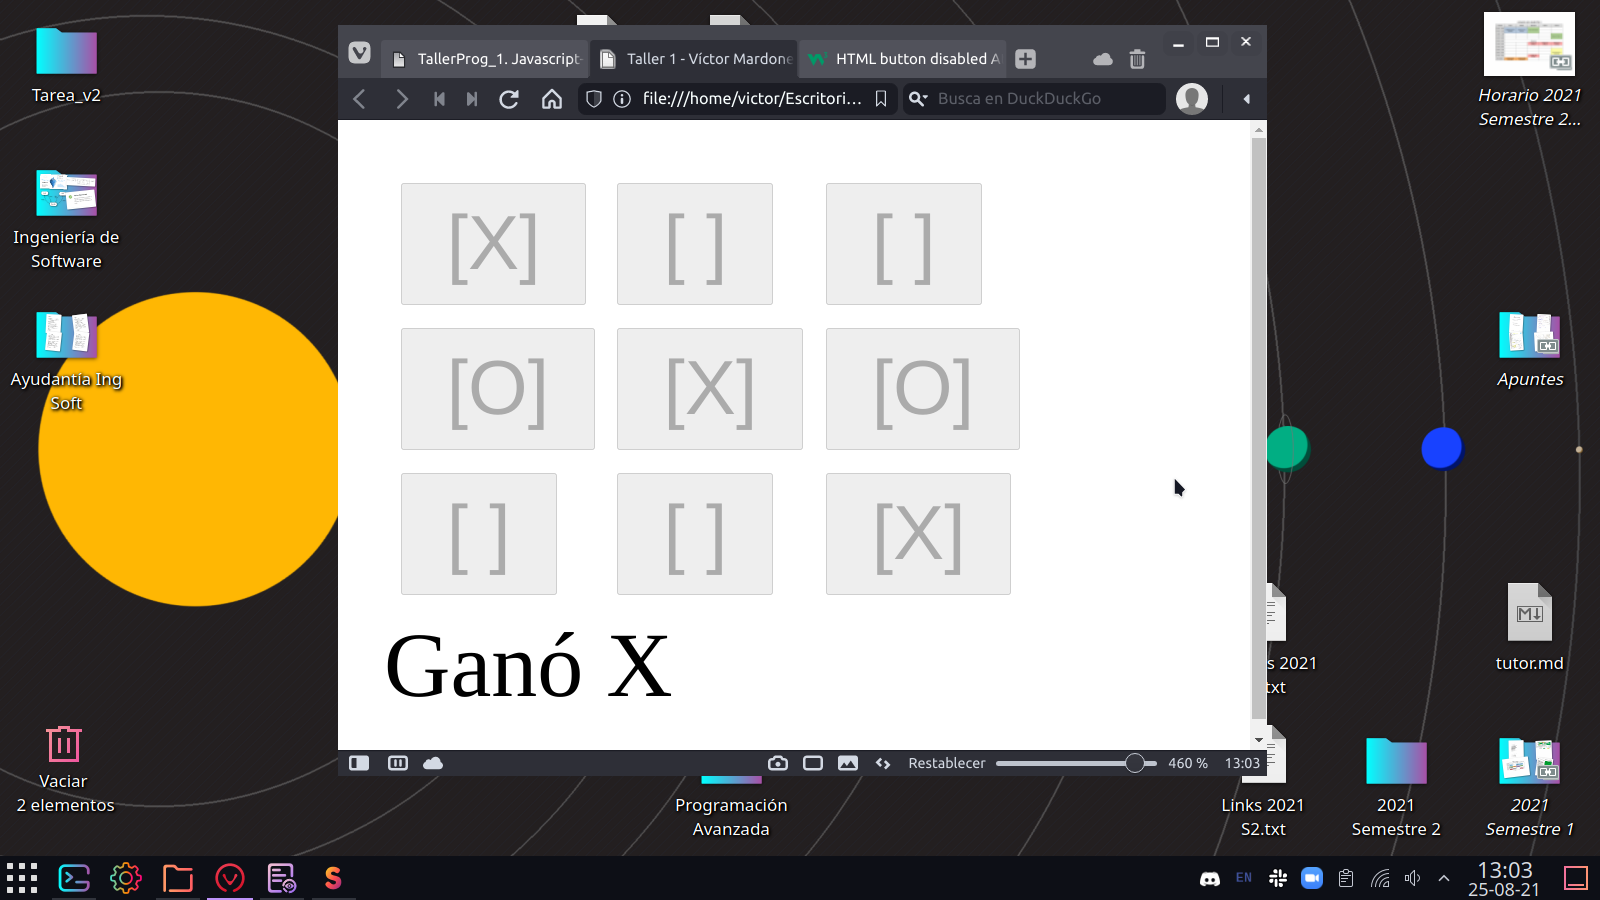 Tarea_v2
Ingeniería de
Software
Ayudantía Ing
Soft
Vaciar
2 elementos
TallerProg_1. Javascript-
Taller 1 - Víctor Mardone
HTML button disabled A
file:///home/victor/Escritori…
Busca en DuckDuckGo
[X] [ ] [ ]
[O] [X] [O]
[ ] [ ] [X]
Ganó X
Restablecer
460 %
13:03
Programación
Avanzada
Horario 2021
Semestre 2...
Apuntes
s 2021
txt
tutor.md
Links 2021
S2.txt
2021
Semestre 2
2021
Semestre 1
EN
13:03
25-08-21